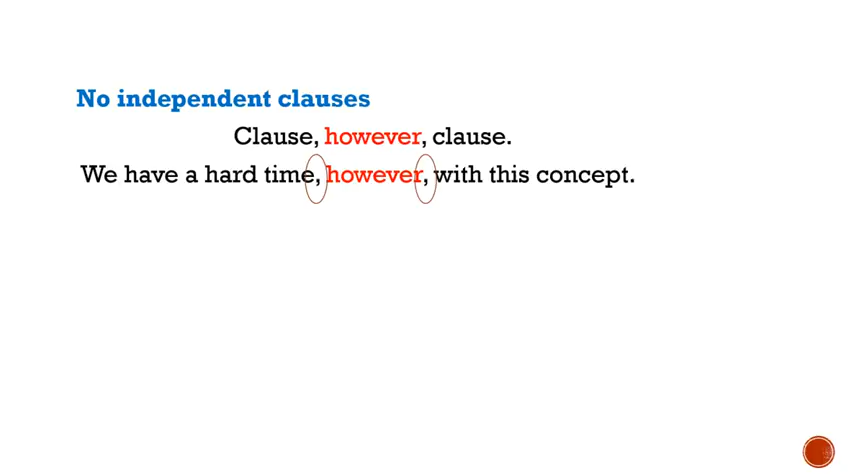 No independent clauses
Clause, however, clause.
We have a hard time, however, with this concept.